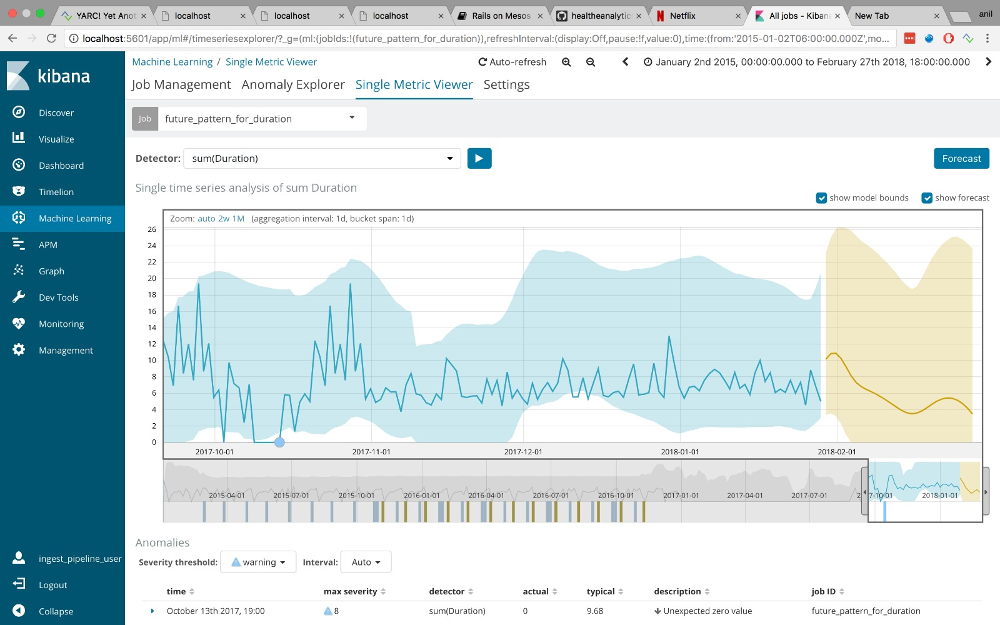 YARC! Yet Anot
localhost
localhost
localhost
Rails on Mesos
healtheanalytic
Netflix
All jobs - Kiban
New Tab
anil
localhost:5601/app/ml#/timeseriesexplorer/?_g=(ml:(jobIds:!(future_pattern_for_duration)),refreshInterval:(display:Off,pause:!f,value:0),time:(from:'2015-01-02T06:00:00.000Z',mo...
kibana
Discover
Visualize
Dashboard
Timelion
Machine Learning
APM
Graph
Dev Tools
Monitoring
Management
ingest_pipeline_user
Logout
Collapse
Machine Learning / Single Metric Viewer
Auto-refresh
January 2nd 2015, 00:00:00.000 to February 27th 2018, 18:00:00.000
Job Management Anomaly Explorer Single Metric Viewer Settings
Job future_pattern_for_duration
Detector: sum(Duration)
Forecast
Single time series analysis of sum Duration
show model bounds show forecast
Zoom: auto 2w 1M (aggregation interval: 1d, bucket span: 1d)
26
24
22
20
18
16
14
12
10
8
6
4
2
0
2017-10-01 2017-11-01 2017-12-01 2018-01-01 2018-02-01
2015-04-01 2015-07-01 2015-10-01 2016-01-01 2016-04-01 2016-07-01 2016-10-01 2017-01-01 2017-04-01 2017-07-01 2 7-10-01 2018-01-01
Anomalies
Severity threshold: warning Interval: Auto
time max severity detector actual typical description job ID
October 13th 2017, 19:00 8 sum(Duration) 0 9.68 Unexpected zero value future_pattern_for_duration